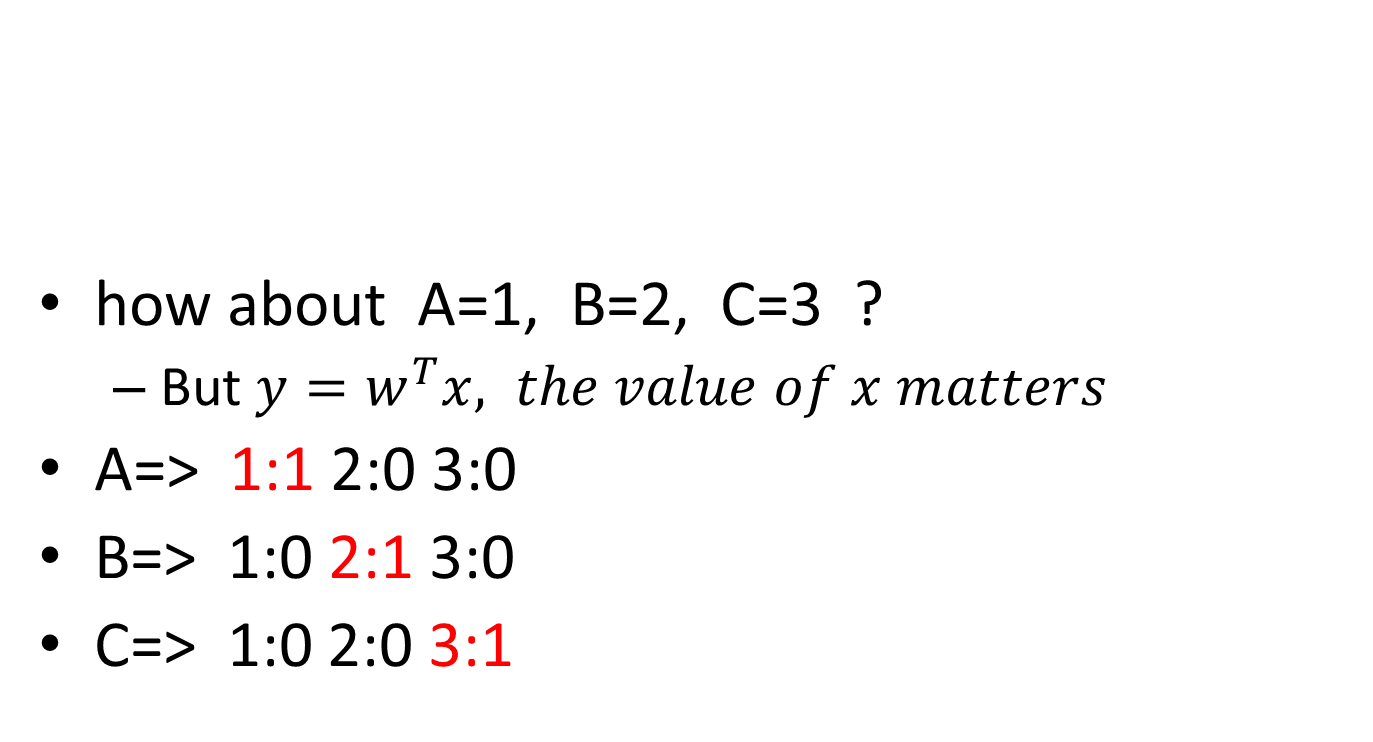 • how about A=1, B=2, C=3 ?
– But $y = w^T x$, the value of x matters
• A=> 1:1 2:0 3:0
• B=> 1:0 2:1 3:0
• C=> 1:0 2:0 3:1